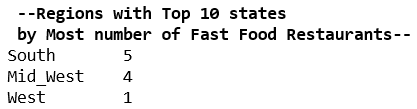 --Regions with Top 10 states
by Most number of Fast Food Restaurants--
South 5
Mid_West 4
West 1